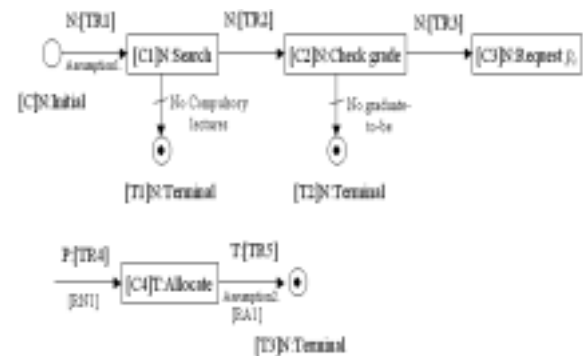 N:[TR1]
N:[TR2]
N:[TR3]
Assumption1.
[C1]N:Search
[C2]N:Check grade
[C3]N:Request
[C]N:Initial
No Compulsory
lectures
No graduate-
to-be
[T1]N:Terminal
[T2]N:Terminal
P:[TR4]
T:[TR5]
[RN1]
[C4]T:Allocate
Assumption2.
[RA1]
[T3]N:Terminal